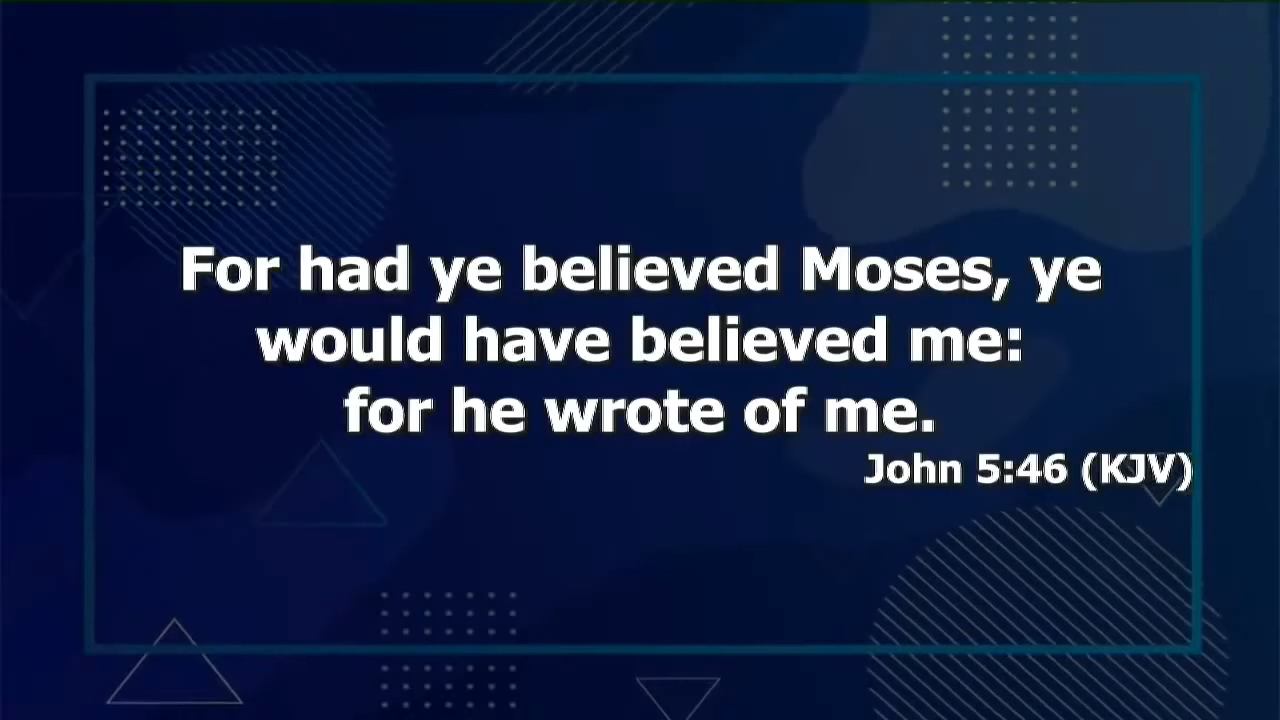 For had ye believed Moses, ye
would have believed me:
for he wrote of me.
John 5:46 (KJV)